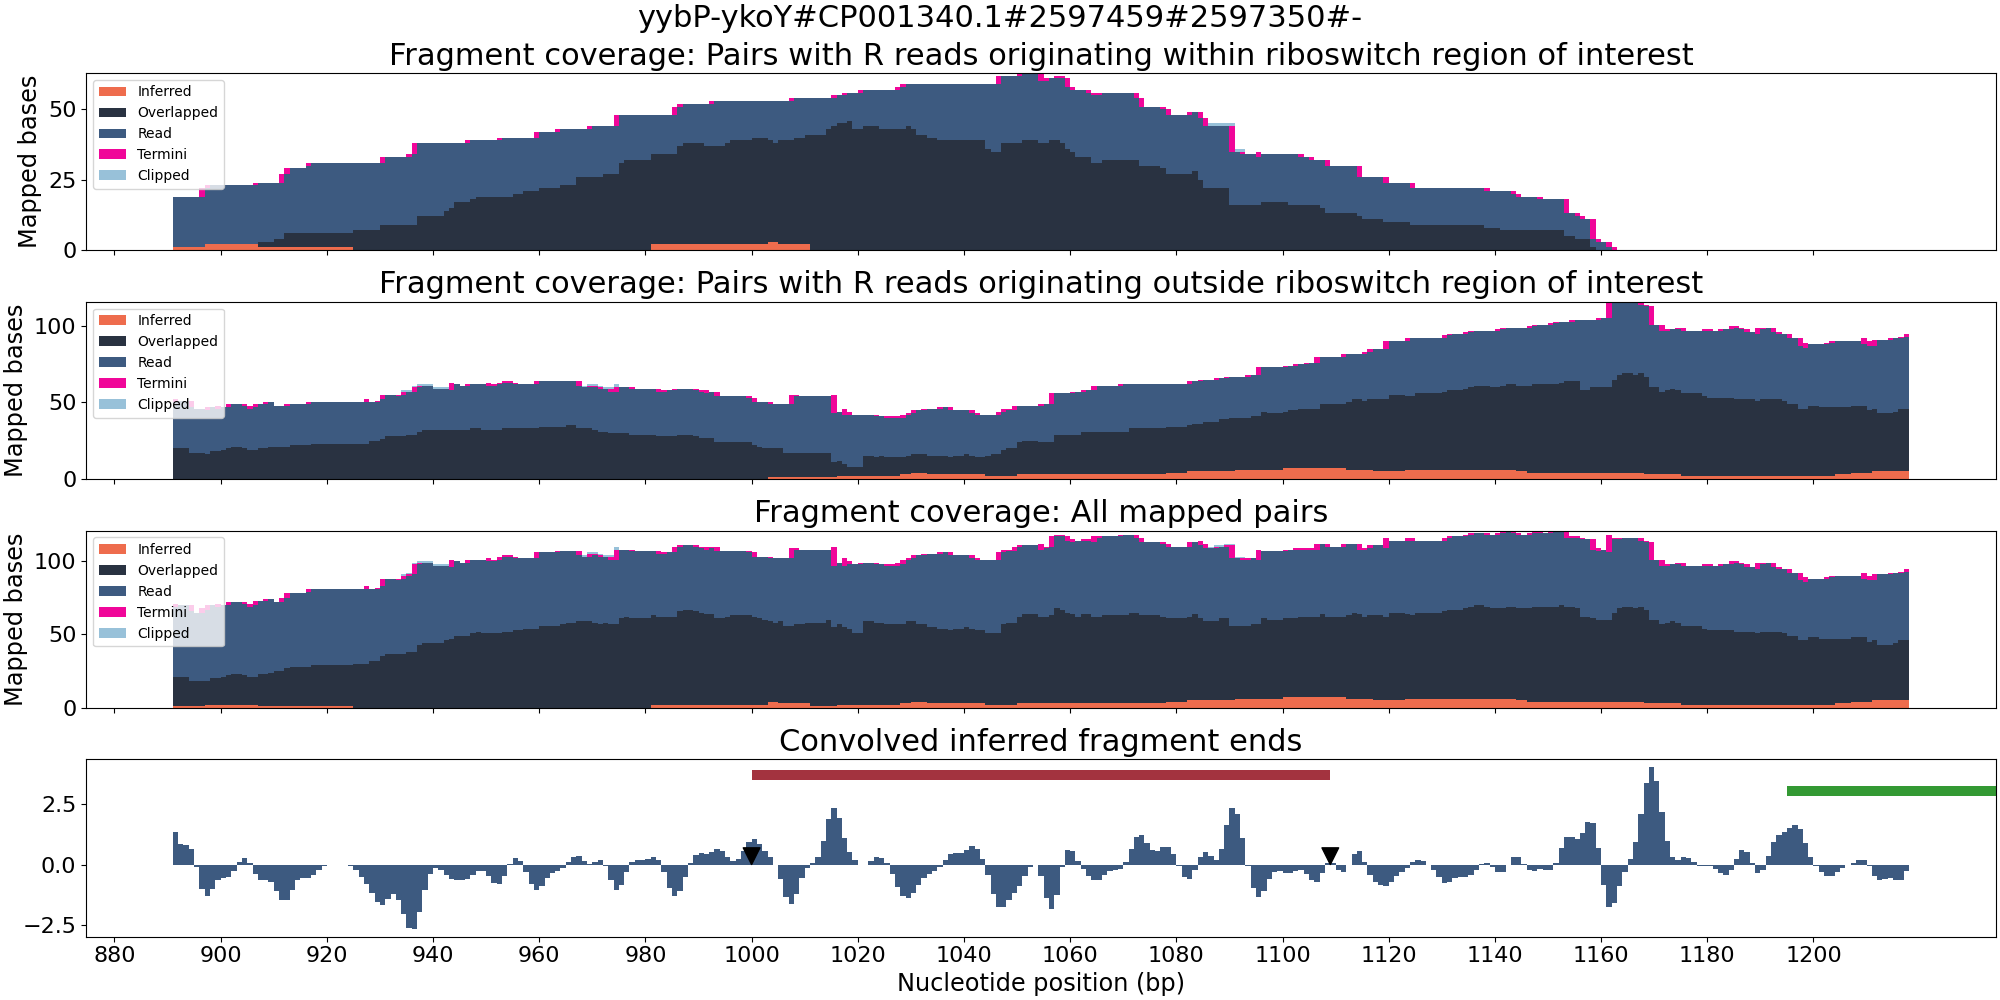 yybP-ykoY#CP001340.1#2597459#2597350#-
Fragment coverage: Pairs with R reads originating within riboswitch region of interest
Mapped bases
50
25
0
Inferred
Overlapped
Read
Termini
Clipped
Fragment coverage: Pairs with R reads originating outside riboswitch region of interest
Mapped bases
100
50
0
Inferred
Overlapped
Read
Termini
Clipped
Fragment coverage: All mapped pairs
Mapped bases
100
50
0
Inferred
Overlapped
Read
Termini
Clipped
Convolved inferred fragment ends
2.5
0.0
−2.5
880 900 920 940 960 980 1000 1020 1040 1060 1080 1100 1120 1140 1160 1180 1200
Nucleotide position (bp)